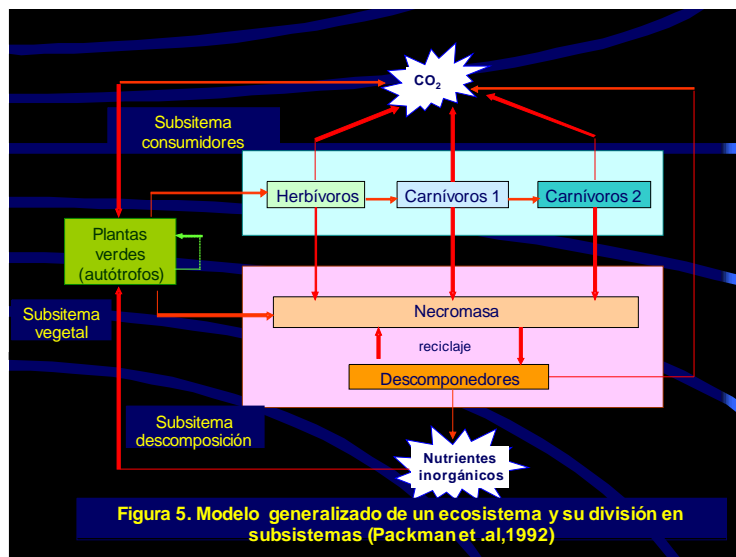 CO₂
Subsitema
consumidores
Herbívoros
Carnívoros 1
Carnívoros 2
Plantas
verdes
(autótrofos)
Subsitema
vegetal
Necromasa
reciclaje
Descomponedores
Subsitema
descomposición
Nutrientes
inorgánicos
Figura 5. Modelo generalizado de un ecosistema y su división en
subsistemas (Packman et .al,1992)